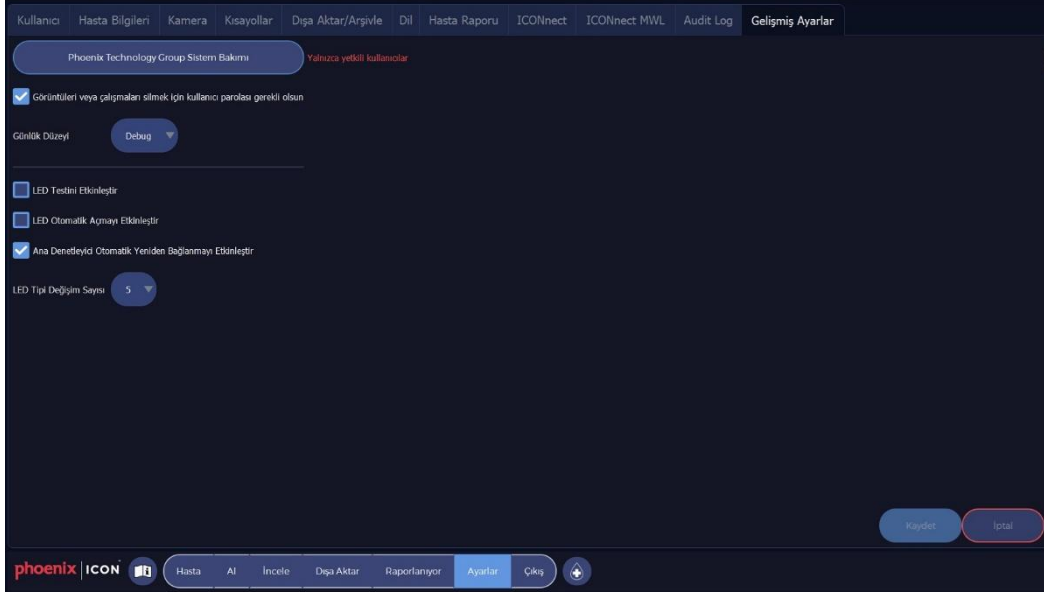 Kullanıcı Hasta Bilgileri Kamera Kısayollar Dışa Aktar/Arşivle Dil Hasta Raporu ICONnect ICONnect MWL Audit Log Gelişmiş Ayarlar
Phoenix Technology Group Sistem Bakımı Yalnızca yetkili kullanıcılar
Görüntüleri veya çalışmaları silmek için kullanıcı parolası gerekli olsun
Günlük Düzeyi Debug
LED Testini Etkinleştir
LED Otomatik Açmayı Etkinleştir
Ana Denetleyici Otomatik Yeniden Bağlanmayı Etkinleştir
LED Tipi Değişim Sayısı 5
Kaydet İptal
phoenix ICON Hasta Al İncele Dışa Aktar Raporlanıyor Ayarlar Çıkış